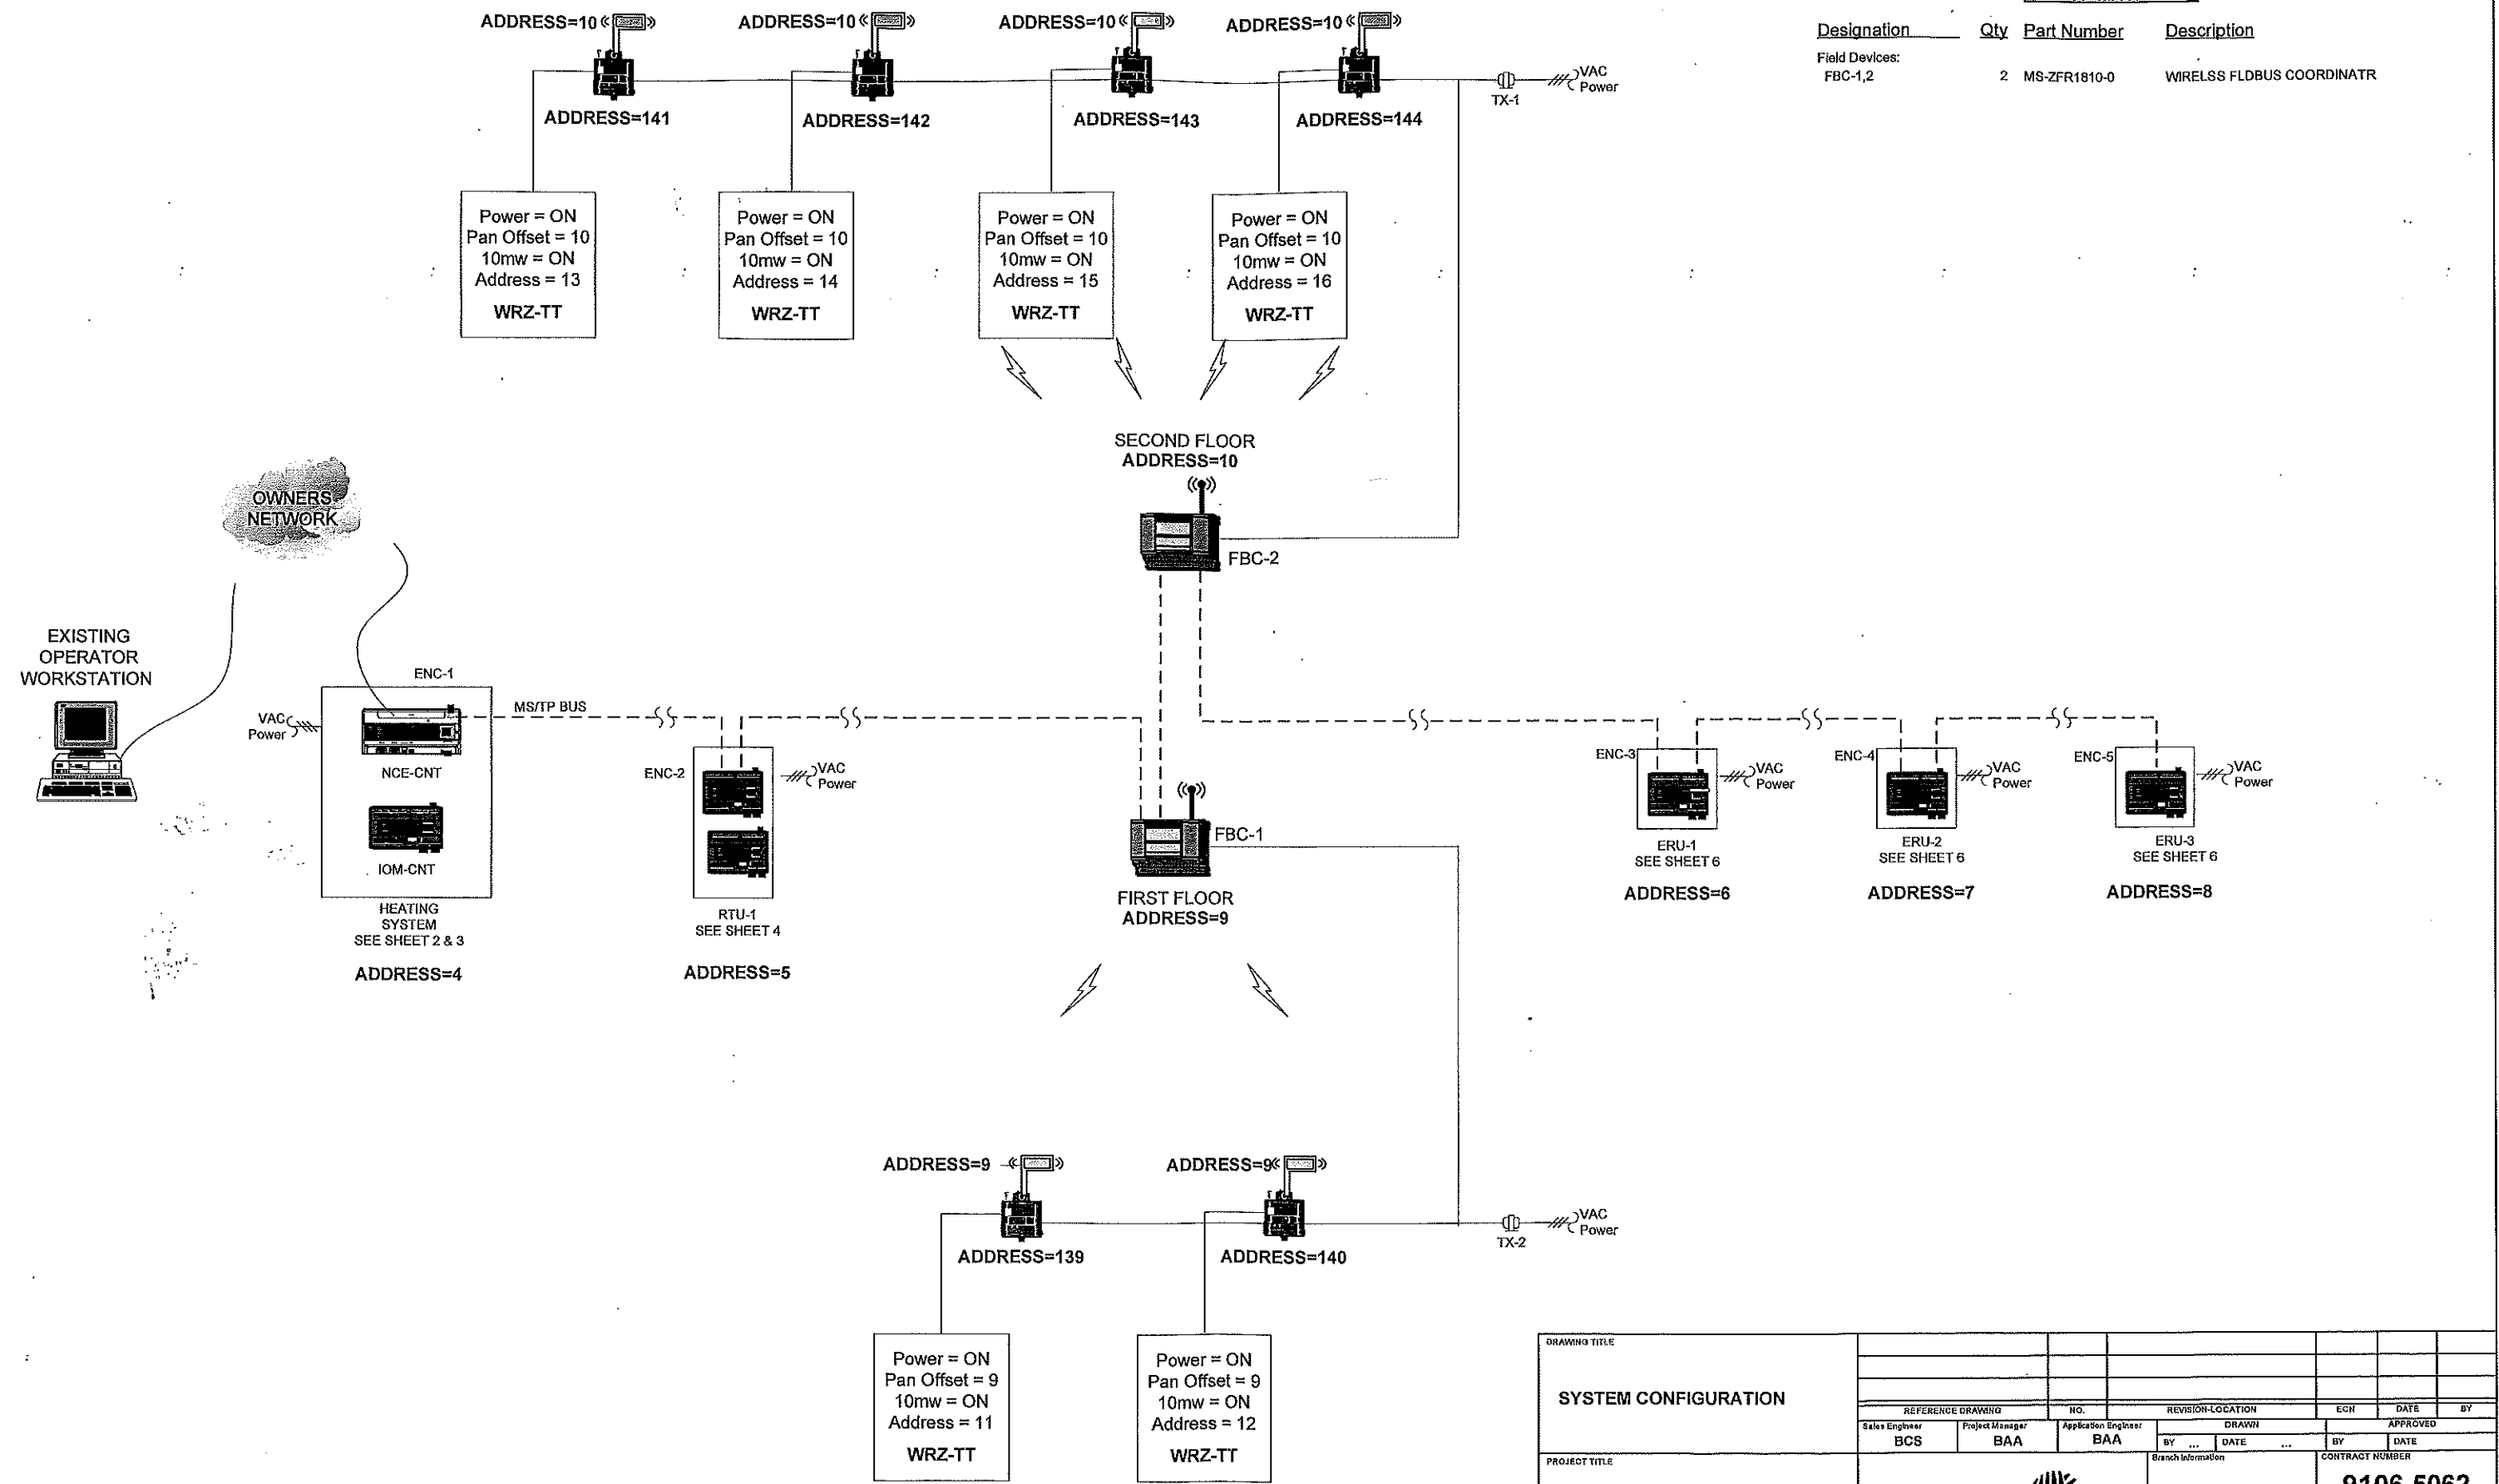 ADDRESS=10
ADDRESS=10
ADDRESS=10
ADDRESS=10
ADDRESS=141
ADDRESS=142
ADDRESS=143
ADDRESS=144
TX-1
VAC
Power
Designation Qty Part Number Description
Field Devices:
FBC-1,2 2 MS-ZFR1810-0 WIRELSS FLDBUS COORDINATR
Power = ON
Pan Offset = 10
10mw = ON
Address = 13
WRZ-TT
Power = ON
Pan Offset = 10
10mw = ON
Address = 14
WRZ-TT
Power = ON
Pan Offset = 10
10mw = ON
Address = 15
WRZ-TT
Power = ON
Pan Offset = 10
10mw = ON
Address = 16
WRZ-TT
SECOND FLOOR
ADDRESS=10
FBC-2
OWNERS
NETWORK
EXISTING
OPERATOR
WORKSTATION
ENC-1
VAC
Power
NCE-CNT
IOM-CNT
HEATING
SYSTEM
SEE SHEET 2 & 3
ADDRESS=4
MS/TP BUS
ENC-2
VAC
Power
RTU-1
SEE SHEET 4
ADDRESS=5
FBC-1
FIRST FLOOR
ADDRESS=9
ENC-3
VAC
Power
ERU-1
SEE SHEET 6
ADDRESS=6
ENC-4
VAC
Power
ERU-2
SEE SHEET 6
ADDRESS=7
ENC-5
VAC
Power
ERU-3
SEE SHEET 6
ADDRESS=8
ADDRESS=9
ADDRESS=9
ADDRESS=139
ADDRESS=140
TX-2
VAC
Power
Power = ON
Pan Offset = 9
10mw = ON
Address = 11
WRZ-TT
Power = ON
Pan Offset = 9
10mw = ON
Address = 12
WRZ-TT
DRAWING TITLE
SYSTEM CONFIGURATION
REFERENCE DRAWING NO. REVISION-LOCATION ECN DATE BY
Sales Engineer Project Manager Application Engineer DRAWN APPROVED
BCS BAA BAA BY ... DATE ... BY DATE
PROJECT TITLE Branch Information CONTRACT NUMBER
9106-5062